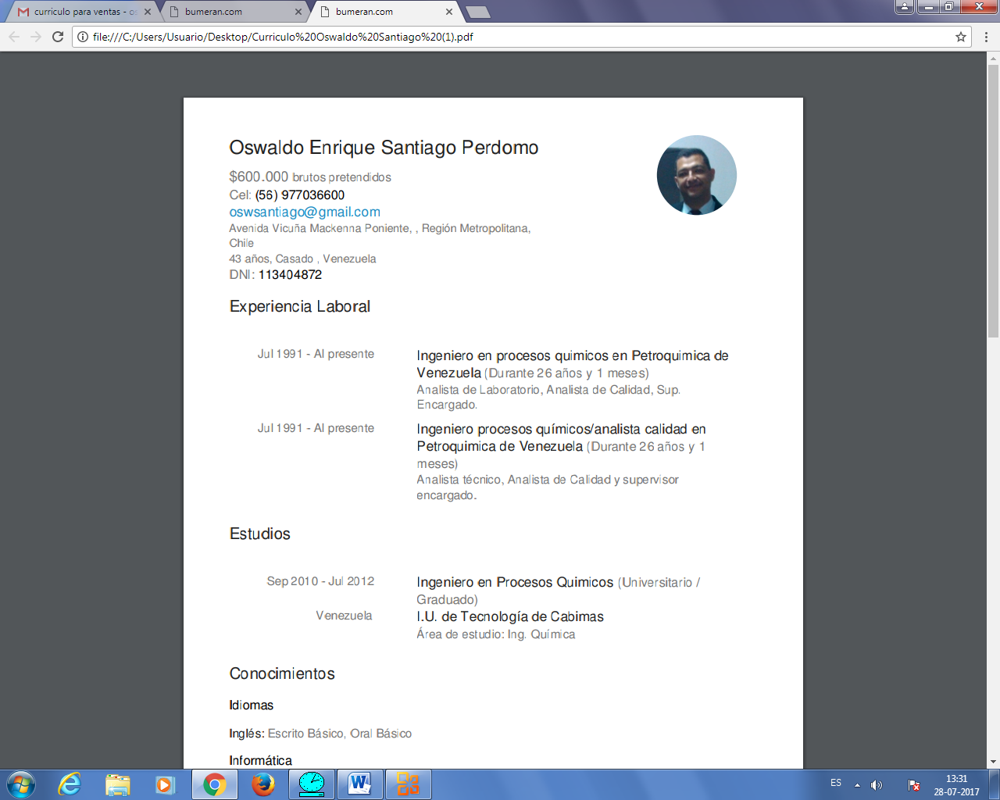 curriculo para ventas - os
bumeran.com
bumeran.com
file:///C:/Users/Usuario/Desktop/Curriculo%20Oswaldo%20Santiago%20(1).pdf
Oswaldo Enrique Santiago Perdomo
$600.000 brutos pretendidos
Cel: (56) 977036600
oswsantiago@gmail.com
Avenida Vicuña Mackenna Poniente, , Región Metropolitana,
Chile
43 años, Casado , Venezuela
DNI: 113404872
Experiencia Laboral
Jul 1991 - Al presente
Ingeniero en procesos quimicos en Petroquimica de
Venezuela (Durante 26 años y 1 meses)
Analista de Laboratorio, Analista de Calidad, Sup.
Encargado.
Jul 1991 - Al presente
Ingeniero procesos químicos/analista calidad en
Petroquimica de Venezuela (Durante 26 años y 1
meses)
Analista técnico, Analista de Calidad y supervisor
encargado.
Estudios
Sep 2010 - Jul 2012
Ingeniero en Procesos Quimicos (Universitario /
Graduado)
Venezuela
I.U. de Tecnología de Cabimas
Área de estudio: Ing. Química
Conocimientos
Idiomas
Inglés: Escrito Básico, Oral Básico
Informática
ES
13:31
28-07-2017